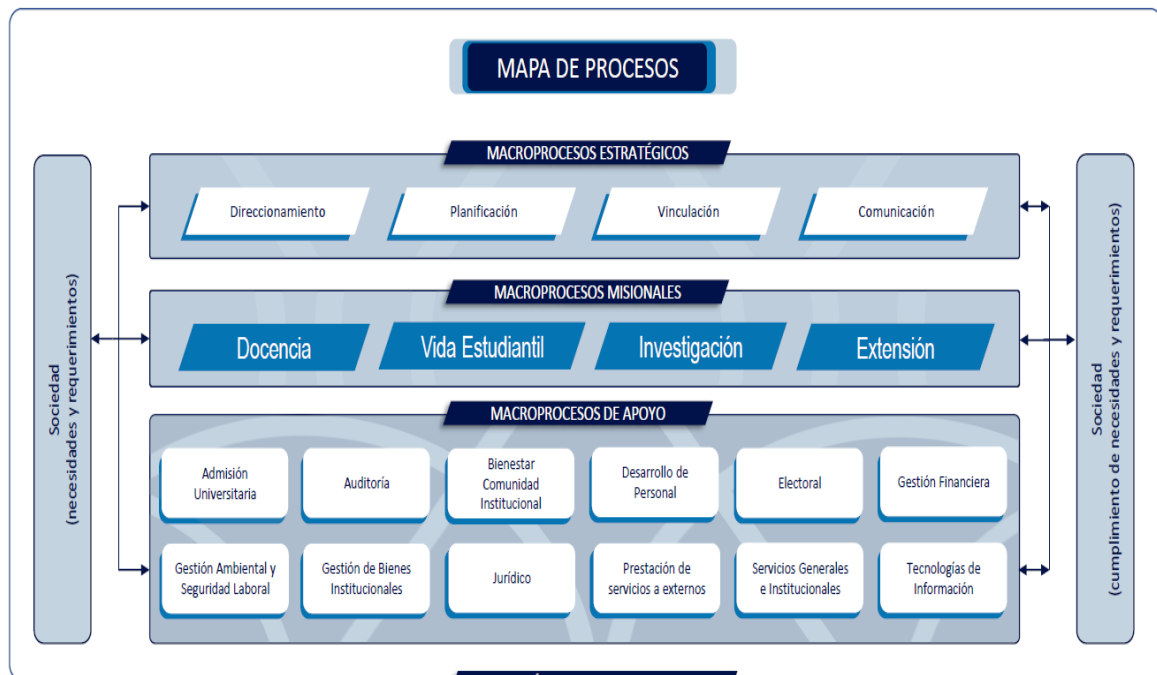 MAPA DE PROCESOS
MACROPROCESOS ESTRATÉGICOS
Direccionamiento
Planificación
Vinculación
Comunicación
Sociedad
(necesidades y requerimientos)
MACROPROCESOS MISIONALES
Docencia
Vida Estudiantil
Investigación
Extensión
Sociedad
(cumplimiento de necesidades y requerimientos)
MACROPROCESOS DE APOYO
Admisión
Universitaria
Auditoría
Bienestar
Comunidad
Institucional
Desarrollo de
Personal
Electoral
Gestión Financiera
Gestión Ambiental y
Seguridad Laboral
Gestión de Bienes
Institucionales
Jurídico
Prestación de
servicios a externos
Servicios Generales
e Institucionales
Tecnologías de
Información